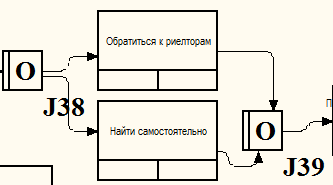 Обратиться к риелторам
O
J38
Найти самостоятельно
O
J39
П